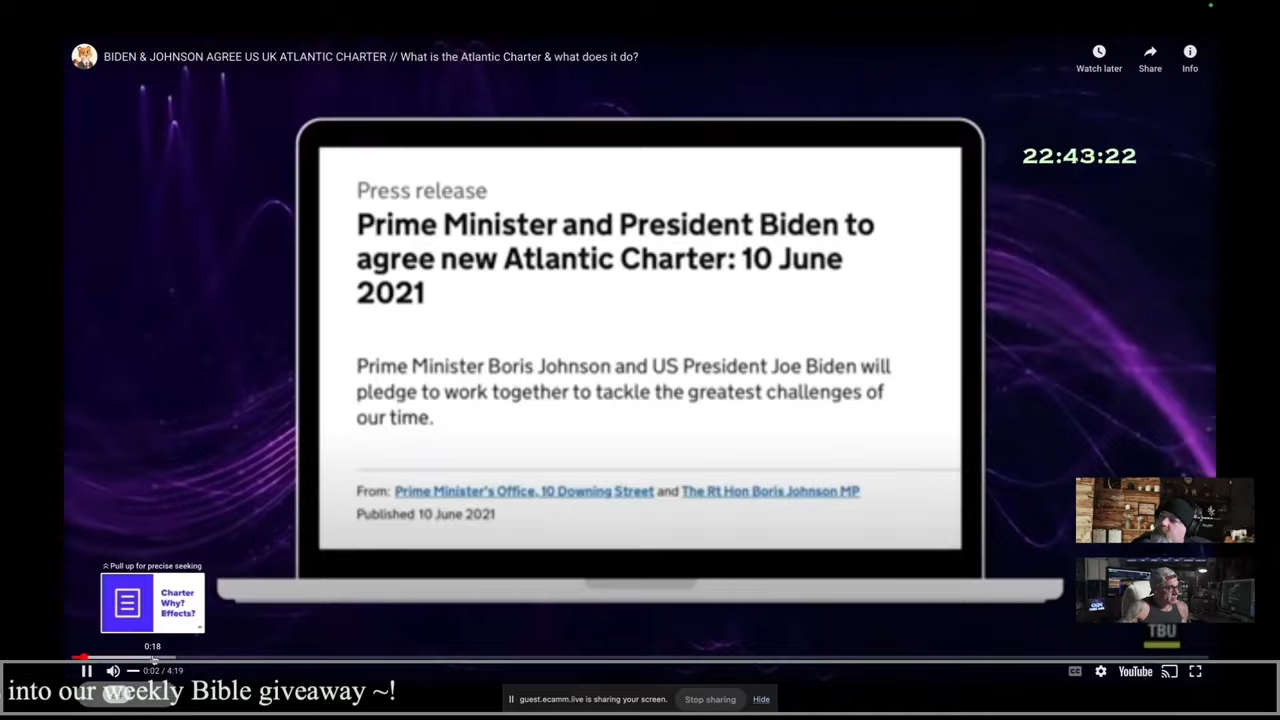 BIDEN & JOHNSON AGREE US UK ATLANTIC CHARTER // What is the Atlantic Charter & what does it do?
Watch later
Share
Info
22:43:22
Press release
Prime Minister and President Biden to
agree new Atlantic Charter: 10 June
2021
Prime Minister Boris Johnson and US President Joe Biden will
pledge to work together to tackle the greatest challenges of
our time.
From: Prime Minister's Office, 10 Downing Street and The Rt Hon Boris Johnson MP
Published 10 June 2021
Pull up for precise seeking
Charter
Why?
Effects?
0:18
TBU
0:02 / 4:19
CC
YouTube
into our weekly Bible giveaway ~!
guest.ecamm.live is sharing your screen.
Stop sharing
Hide